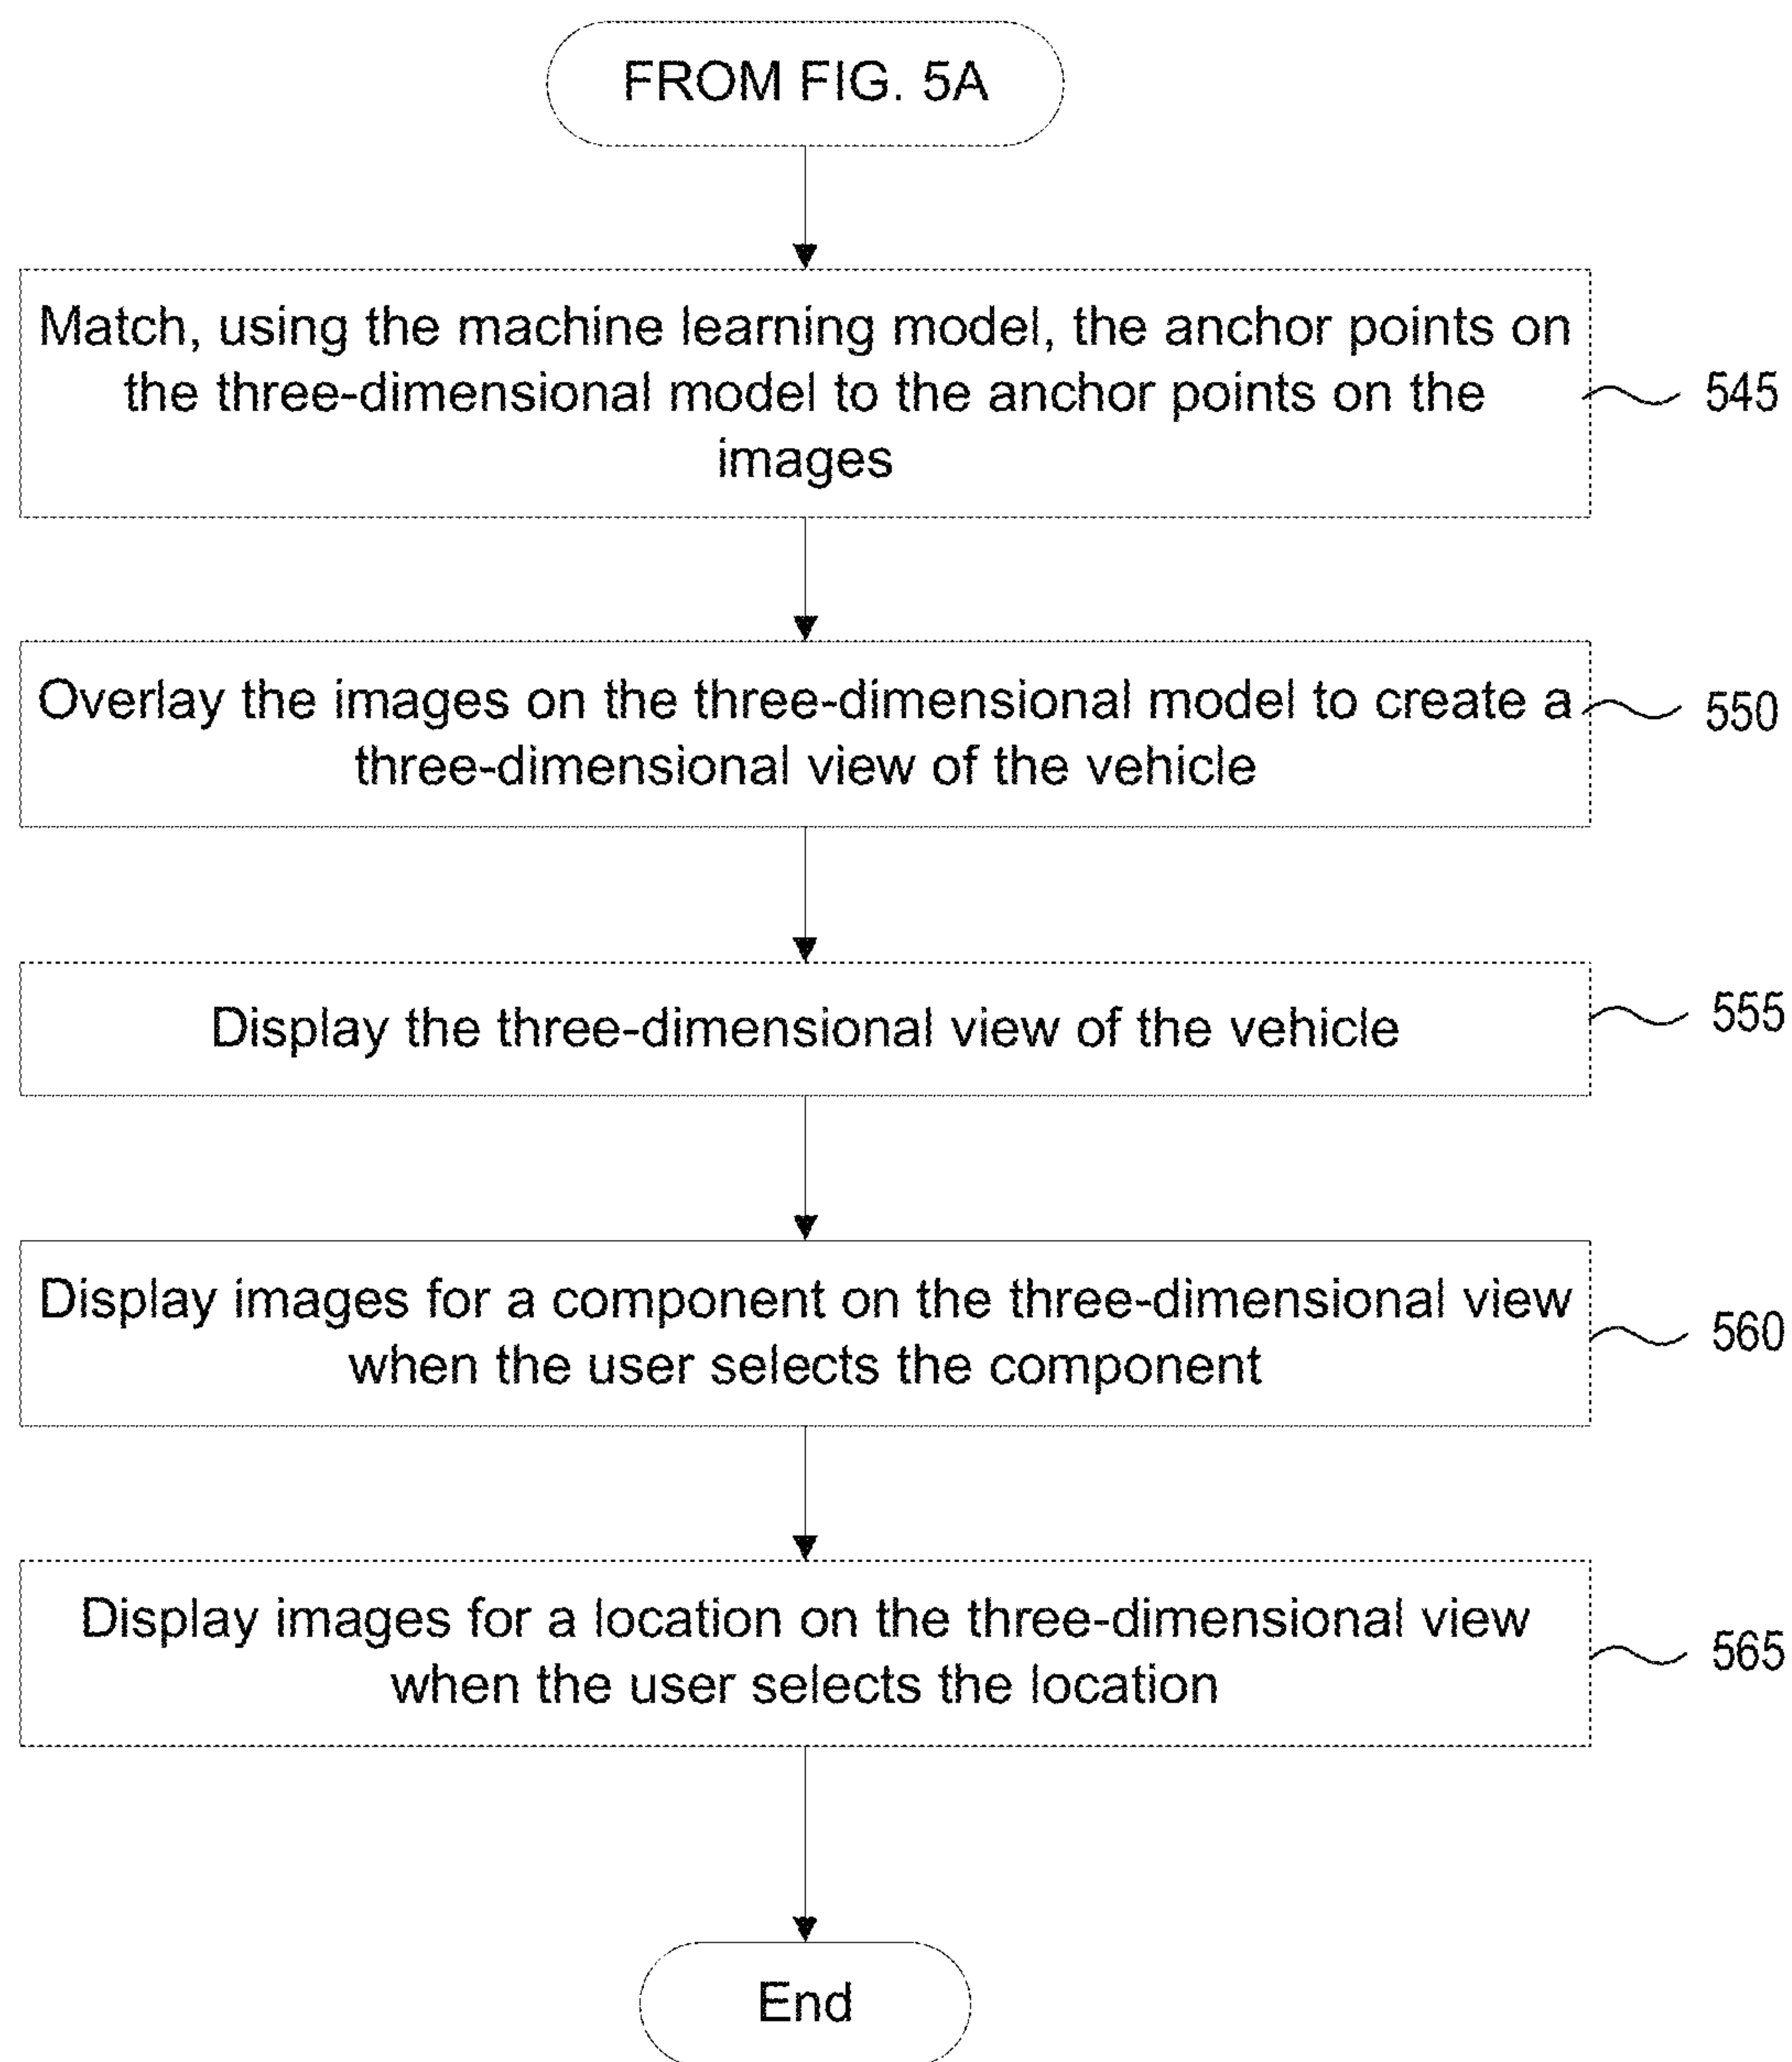 FROM FIG. 5A
Match, using the machine learning model, the anchor points on
the three-dimensional model to the anchor points on the
images
545
Overlay the images on the three-dimensional model to create a
three-dimensional view of the vehicle
550
Display the three-dimensional view of the vehicle
555
Display images for a component on the three-dimensional view
when the user selects the component
560
Display images for a location on the three-dimensional view
when the user selects the location
565
End